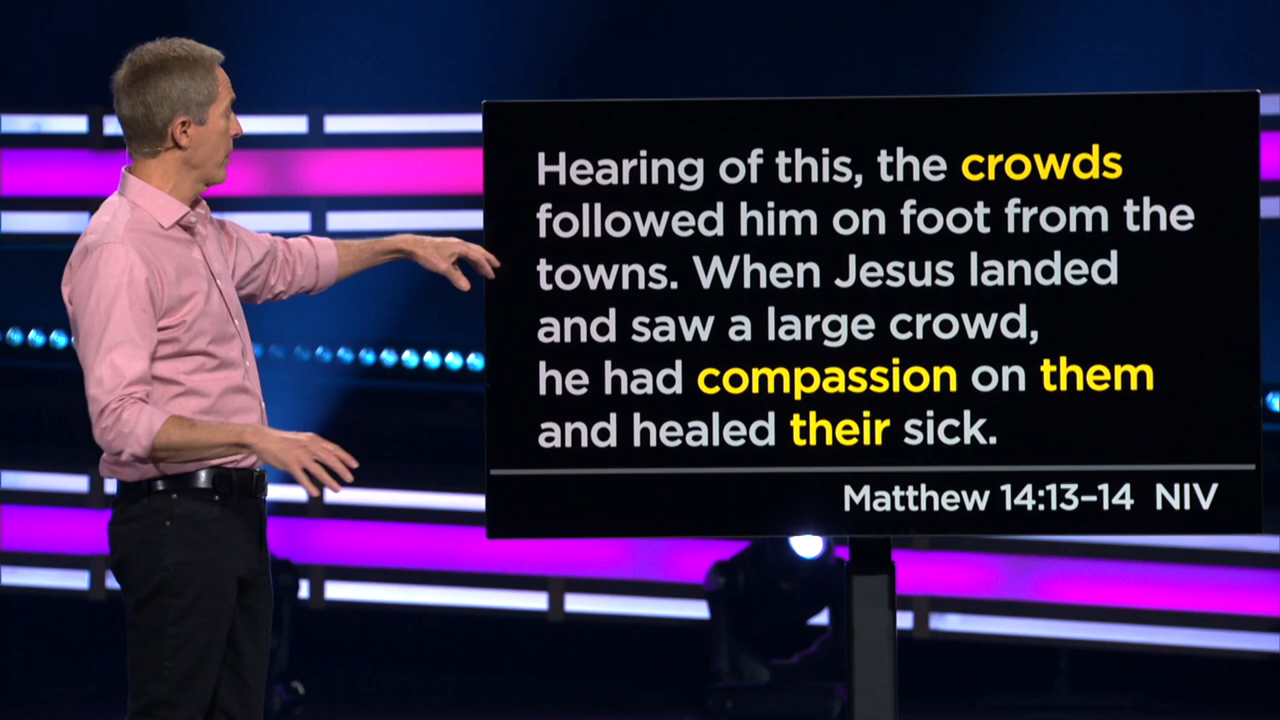 Hearing of this, the crowds
followed him on foot from the
towns. When Jesus landed
and saw a large crowd,
he had compassion on them
and healed their sick.
Matthew 14:13–14 NIV